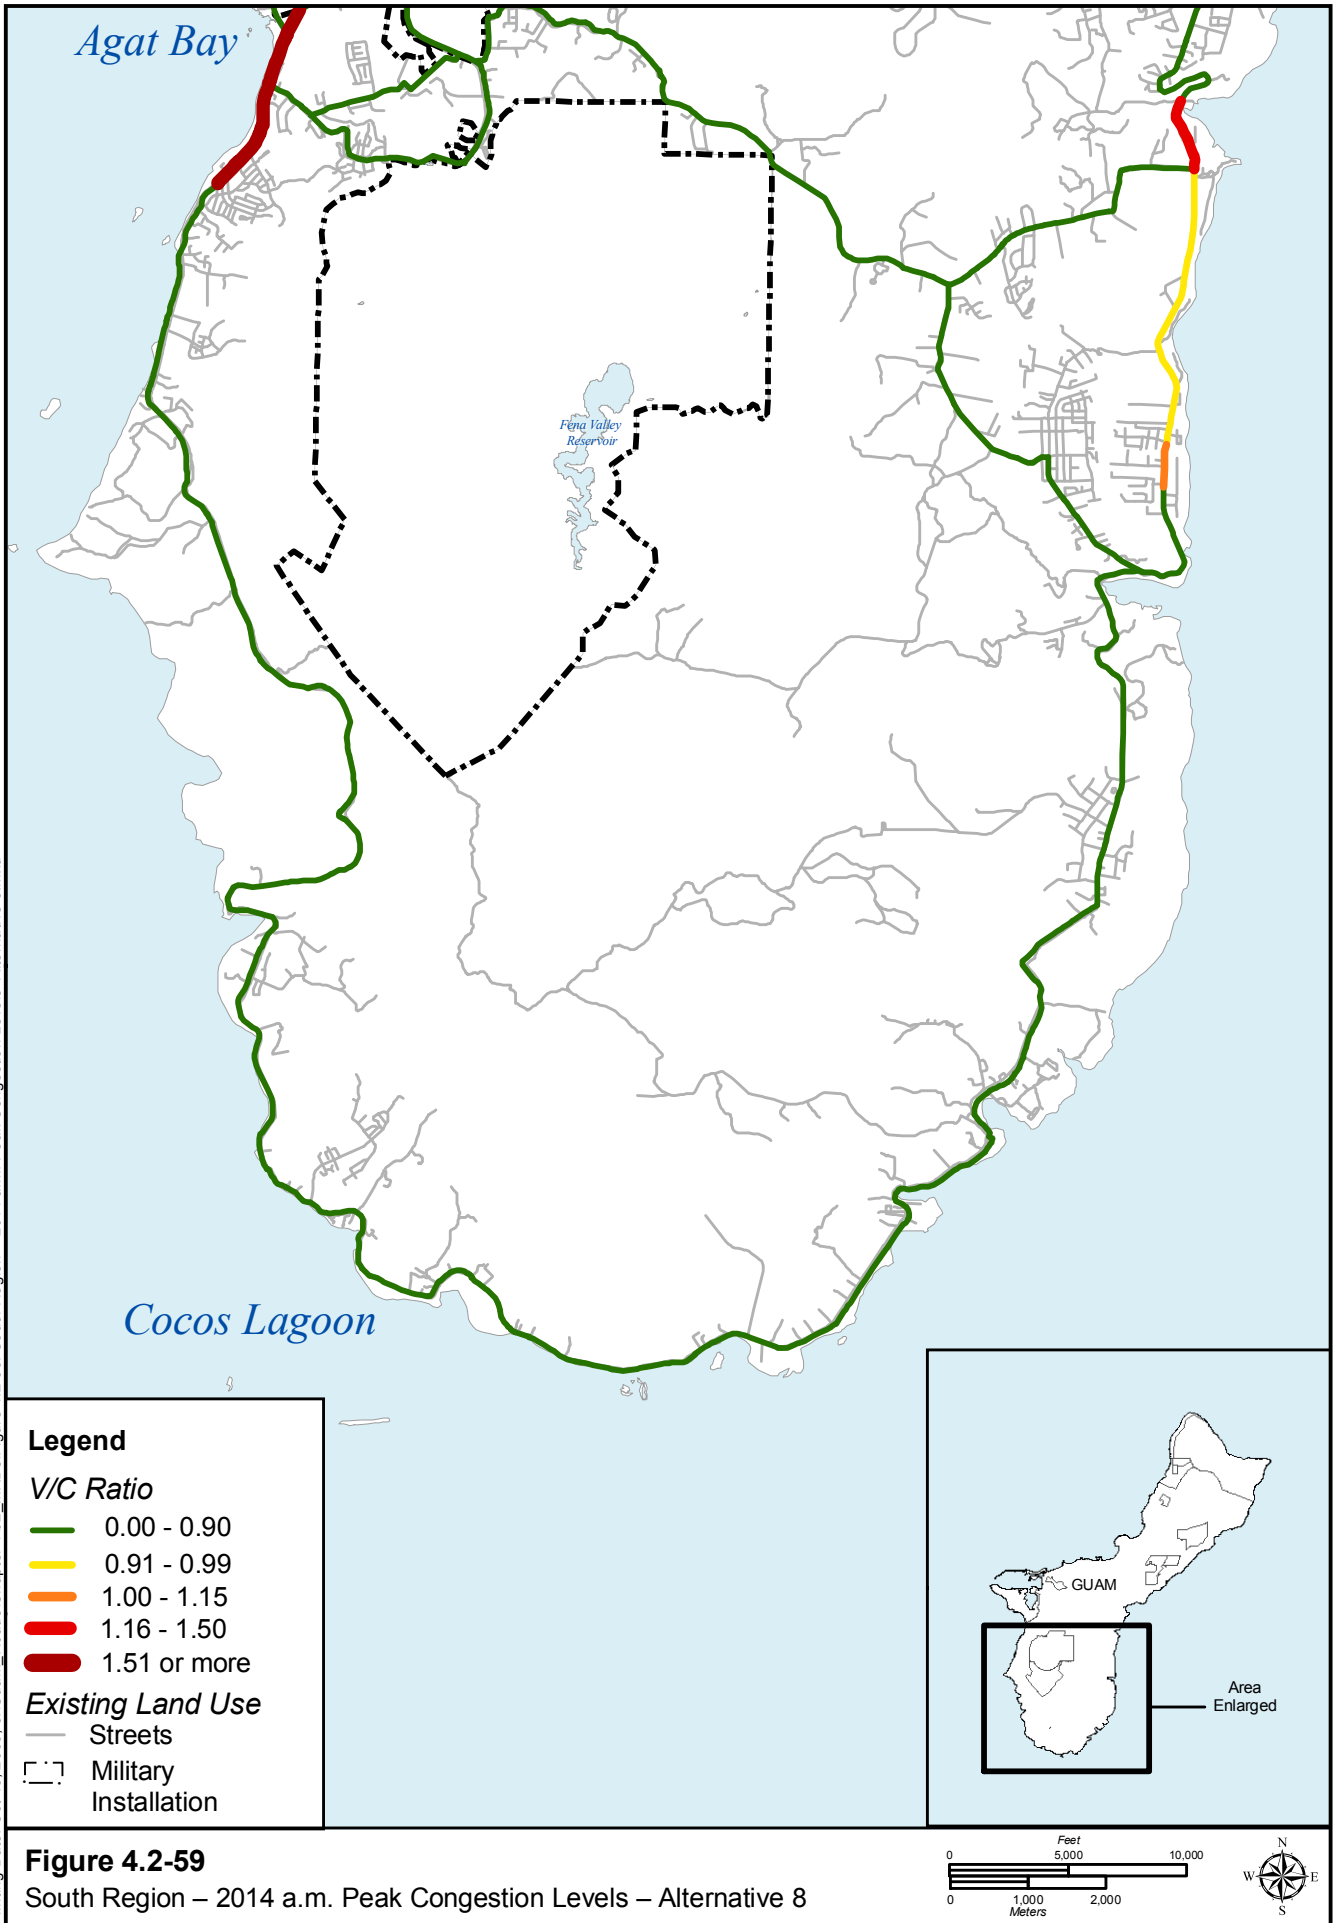 Agat Bay
Fena Valley
Reservoir
Cocos Lagoon
Legend
V/C Ratio
0.00 - 0.90
0.91 - 0.99
1.00 - 1.15
1.16 - 1.50
1.51 or more
Existing Land Use
Streets
Military
Installation
GUAM
Area
Enlarged
Figure 4.2-59
South Region – 2014 a.m. Peak Congestion Levels – Alternative 8
Feet
0 5,000 10,000
0 1,000 2,000
Meters
N
W E
S